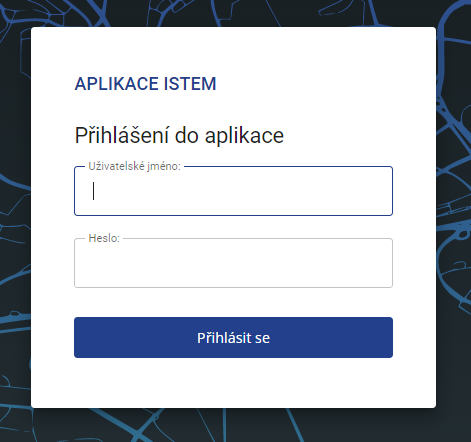 APLIKACE ISTEM
Přihlášení do aplikace
Uživatelské jméno:
Heslo:
Přihlásit se